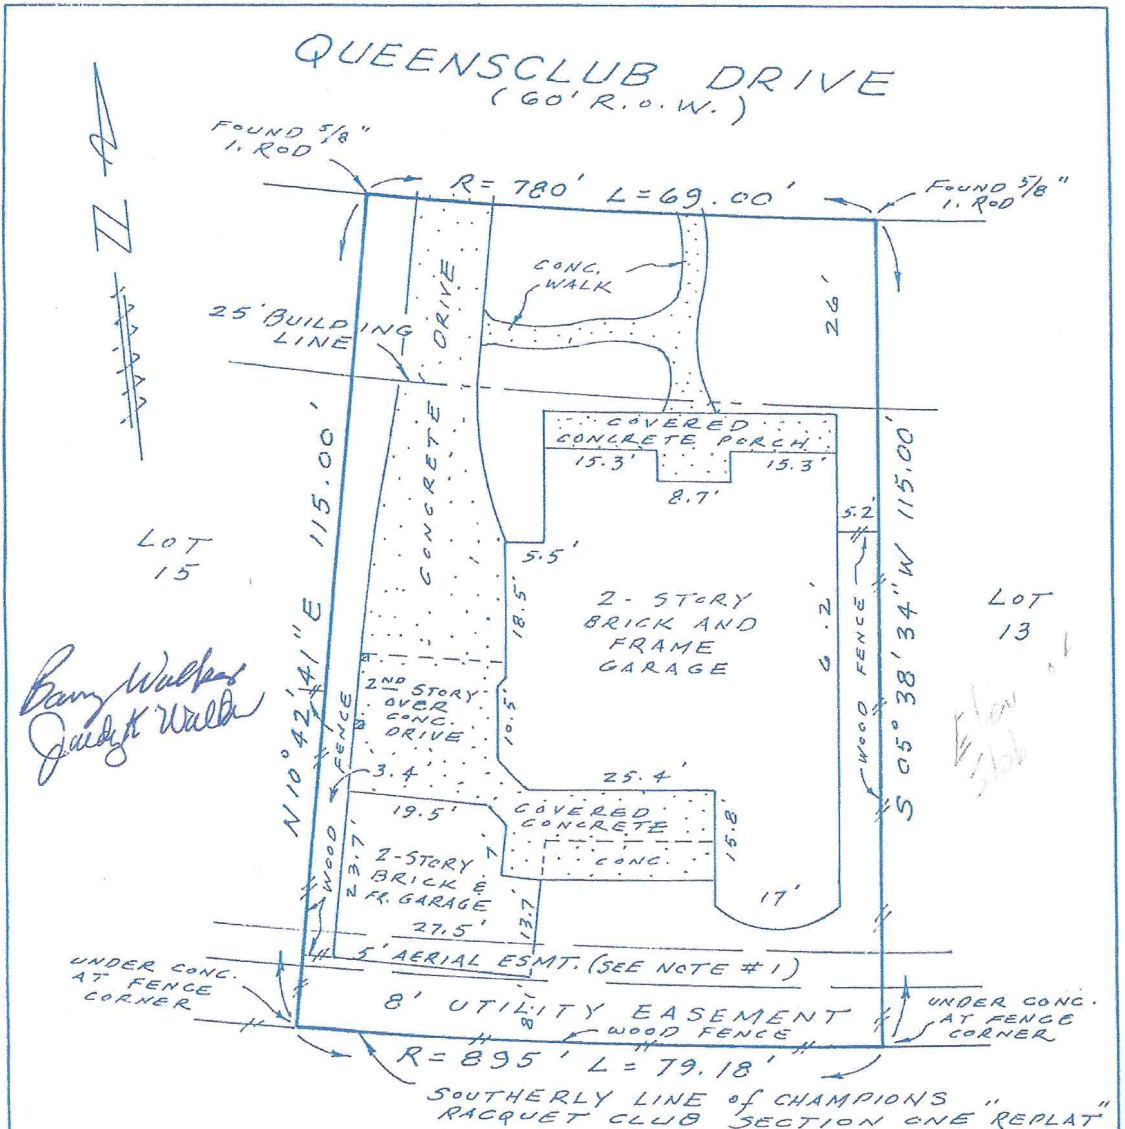 QUEENSCLUB DRIVE
(60' R.O.W.)
FOUND 5/8"
I. ROD
R= 780' L=69.00'
FOUND 5/8"
I. ROD
CONC.
WALK
26'
25' BUILDING
LINE
CONCRETE DRIVE
COVERED
CONCRETE PORCH
15.3'
15.3'
8.7'
5.2'
5.5'
LOT
15
N 10° 42' 41" E 115.00'
18.5'
2-STORY
BRICK AND
FRAME
GARAGE
WOOD FENCE
S 05° 38' 34" W 115.00'
LOT
13
Barry Walker
Judy K Walker
2ND STORY
OVER
CONC.
DRIVE
10.5'
25.4'
3.4'
19.5'
COVERED
CONCRETE
CONC.
15.8'
7'
WOOD FENCE
23.7'
2-STORY
BRICK &
FR. GARAGE
27.5'
13.7
17'
5' AERIAL ESMT. (SEE NOTE #1)
UNDER CONC.
AT FENCE
CORNER
8' UTILITY EASEMENT
8'
WOOD FENCE
UNDER CONC.
AT FENCE
CORNER
R = 895' L = 79.18'
SOUTHERLY LINE of CHAMPIONS "
RACQUET CLUB SECTION ONE REPLAT"